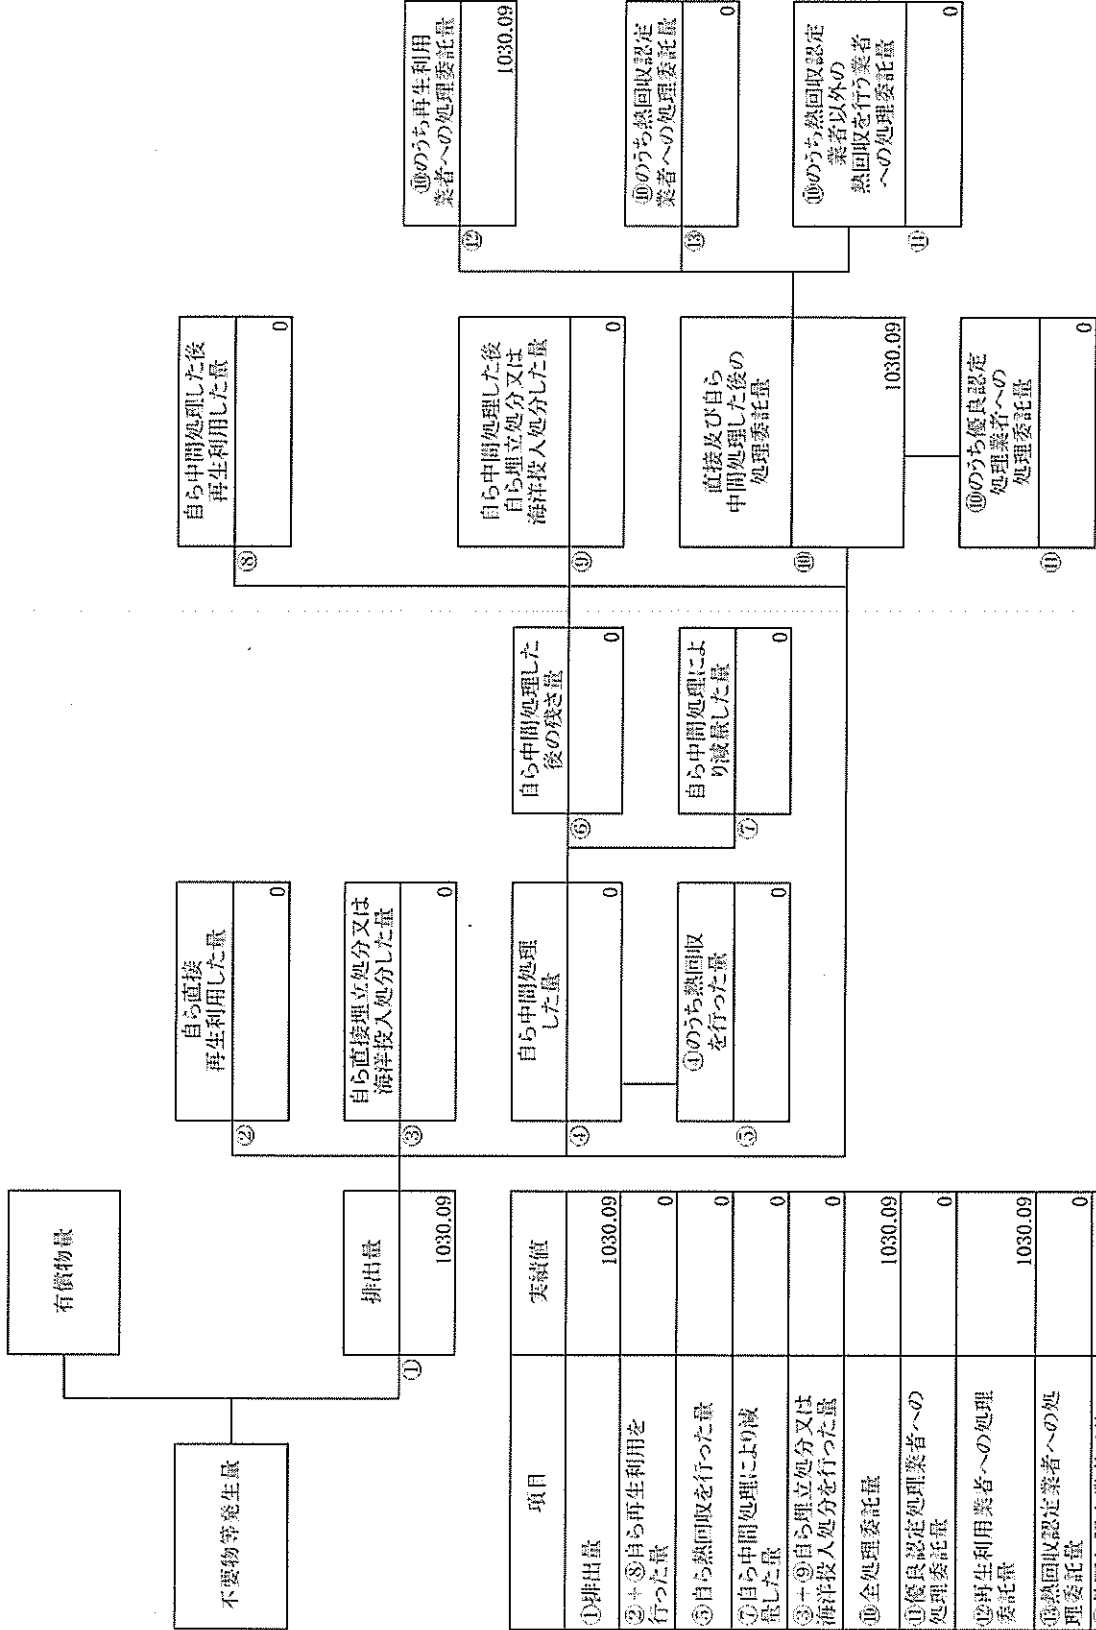 不要物等発生量
有償物量
①
排出量
1030.09
②
自ら直接
再生利用した量
0
③
自ら直接埋立処分又は
海洋投入処分した量
0
④
自ら中間処理
した量
0
⑤
④のうち熱回収
を行った量
0
⑥
自ら中間処理した
後の残さ量
0
⑦
自ら中間処理によ
り減量した量
0
⑧
自ら中間処理した後
再生利用した量
0
⑨
自ら中間処理した後
自ら埋立処分又は
海洋投入処分した量
0
⑩
直接及び自ら
中間処理した後の
処理委託量
1030.09
⑪
⑩のうち優良認定
処理業者への
処理委託量
0
⑫
⑩のうち再生利用
業者への処理委託量
1030.09
⑬
⑩のうち熱回収認定
業者への処理委託量
0
⑭
⑩のうち熱回収認定
業者以外の
熱回収を行う業者
への処理委託量
0
項目 実績値
①排出量 1030.09
②+⑧自ら再生利用を
行った量 0
⑤自ら熱回収を行った量 0
⑦自ら中間処理により減
量した量 0
③+⑨自ら埋立処分又は
海洋投入処分を行った量 0
⑩全処理委託量 1030.09
⑪優良認定処理業者への
処理委託量 0
⑫再生利用業者への処理
委託量 1030.09
⑬熱回収認定業者への処
理委託量 0